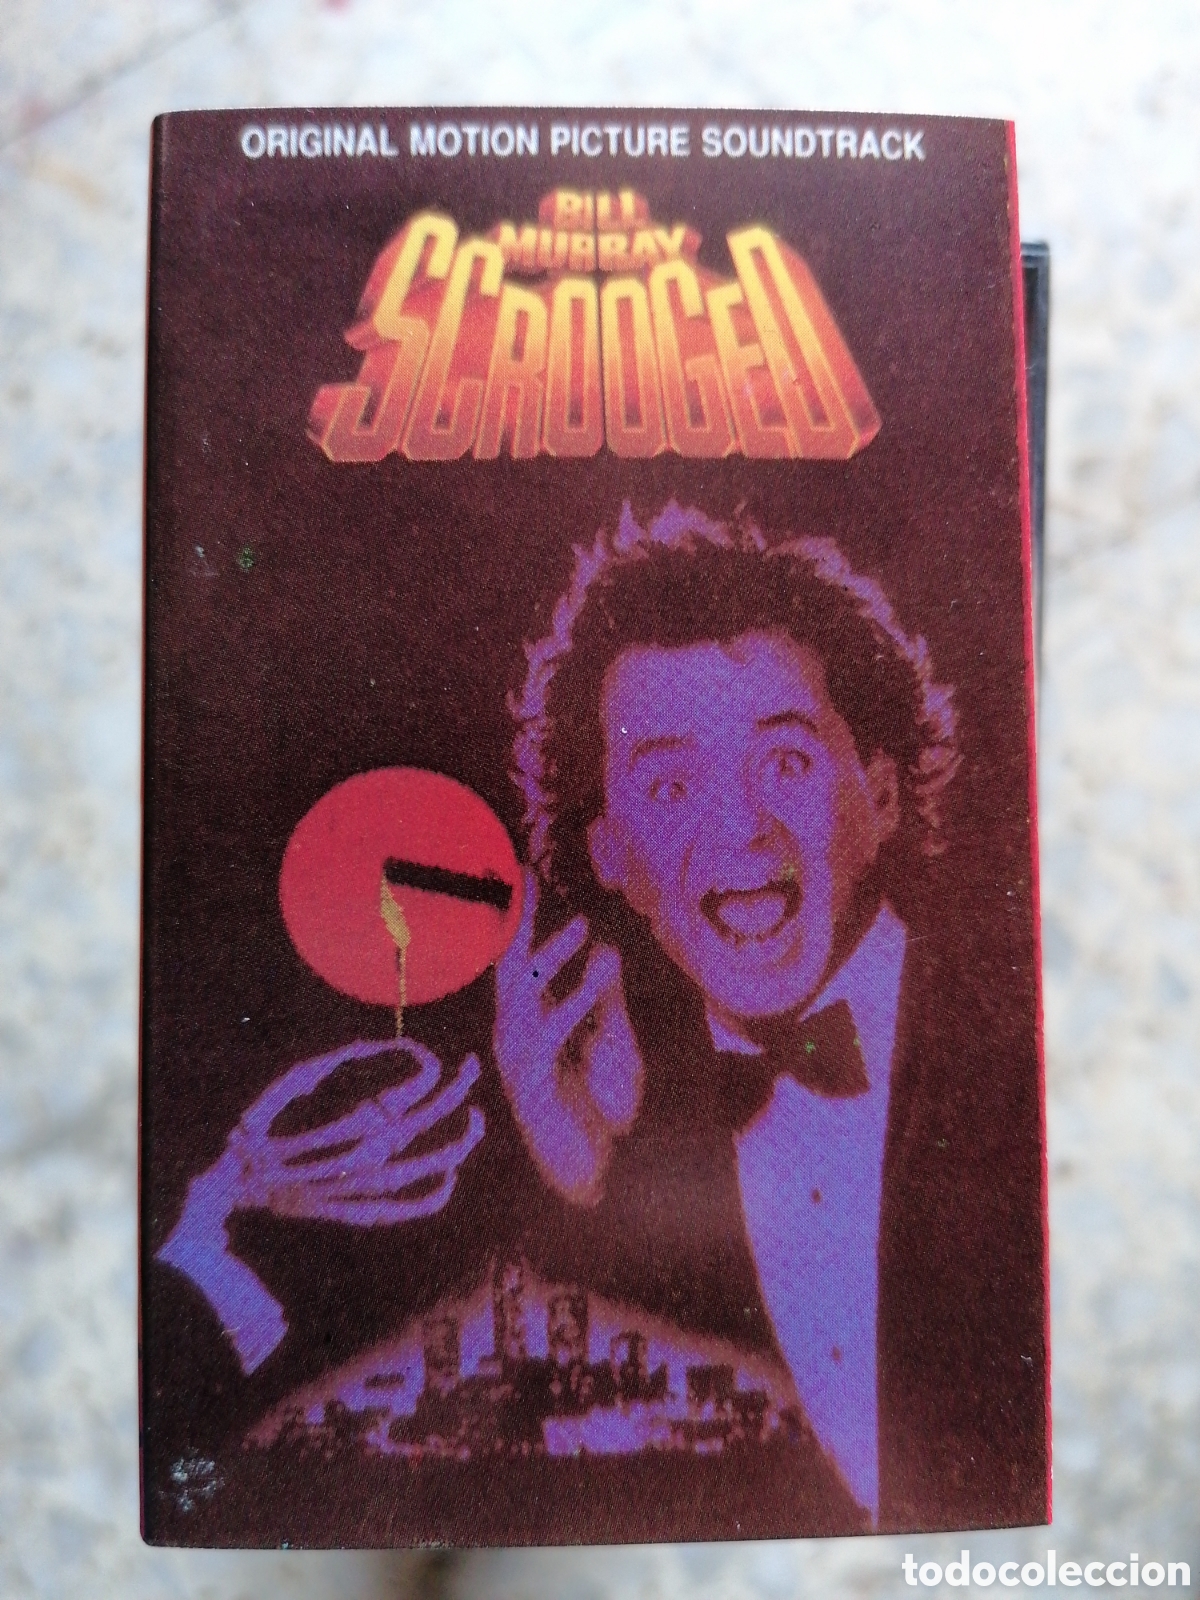 ORIGINAL MOTION PICTURE SOUNDTRACK
BILL
MURRAY
SCROOGED
todocoleccion